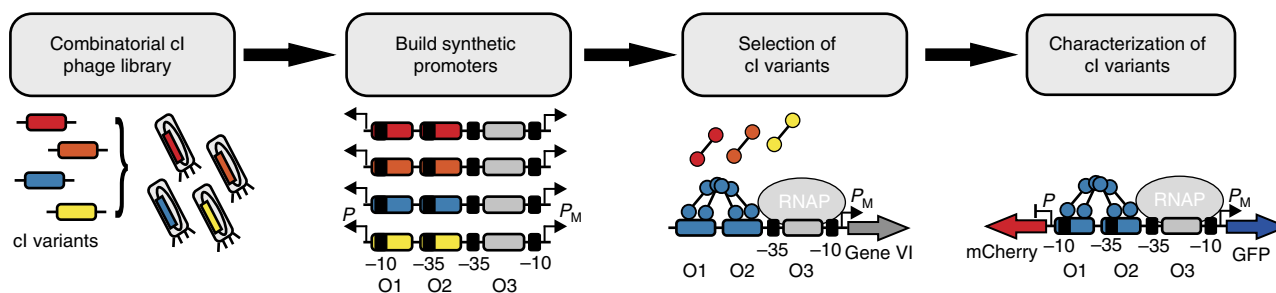 Combinatorial cI
phage library
Build synthetic
promoters
Selection of
cI variants
Characterization of
cI variants
cI variants
P
PM
–10
–35
–35
–10
O1
O2
O3
RNAP
PM
–35
–10
Gene VI
O1
O2
O3
RNAP
P
PM
mCherry
–10
–35
–35
–10
GFP
O1
O2
O3